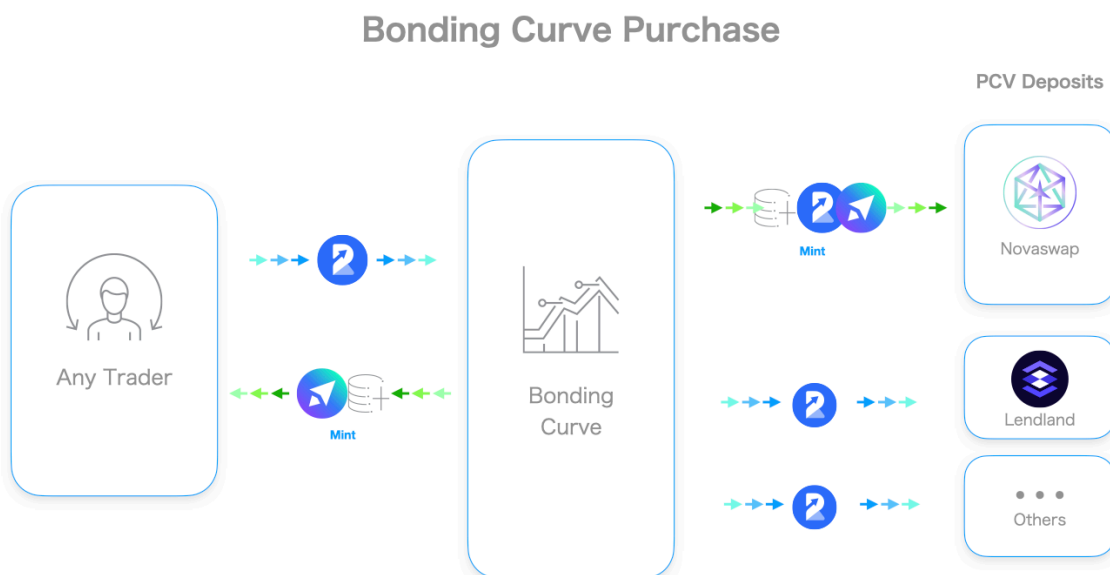 Bonding Curve Purchase
PCV Deposits
Any Trader
Mint
Bonding
Curve
Mint
Novaswap
Lendland
Others